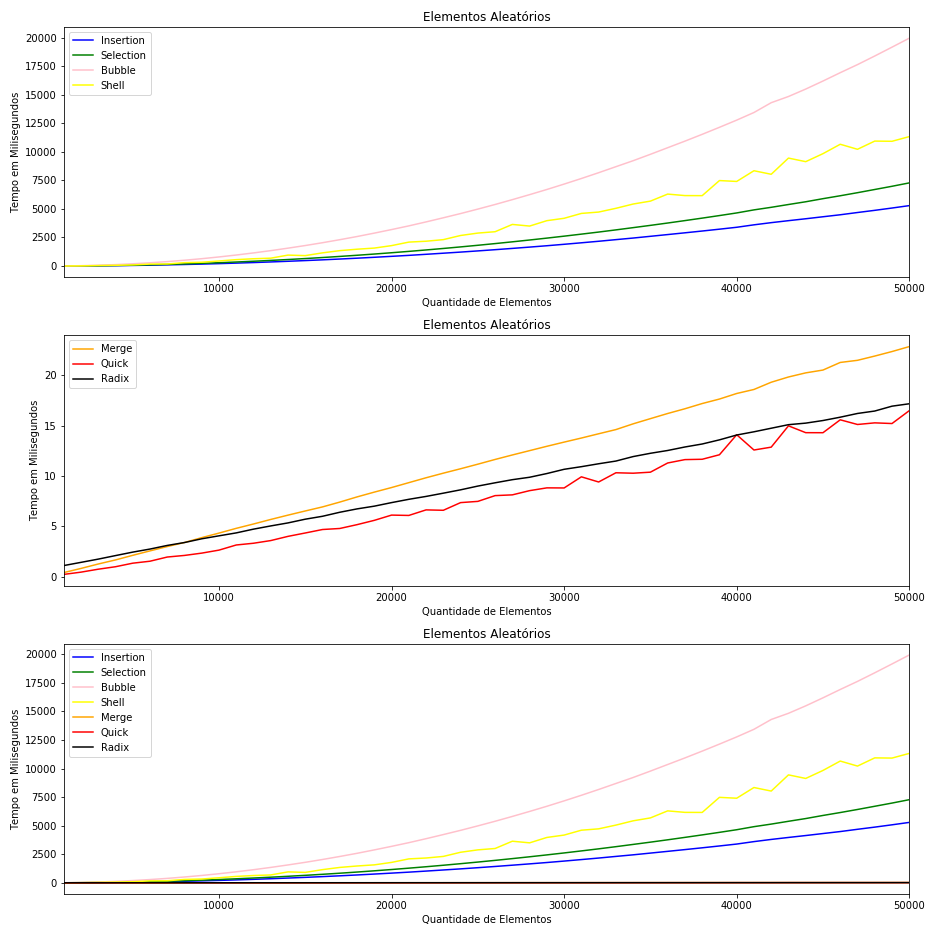 Elementos Aleatórios
Insertion
Selection
Bubble
Shell
Tempo em Milisegundos
20000
17500
15000
12500
10000
7500
5000
2500
0
10000 20000 30000 40000 50000
Quantidade de Elementos
Elementos Aleatórios
Merge
Quick
Radix
Tempo em Milisegundos
20
15
10
5
0
10000 20000 30000 40000 50000
Quantidade de Elementos
Elementos Aleatórios
Insertion
Selection
Bubble
Shell
Merge
Quick
Radix
Tempo em Milisegundos
20000
17500
15000
12500
10000
7500
5000
2500
0
10000 20000 30000 40000 50000
Quantidade de Elementos